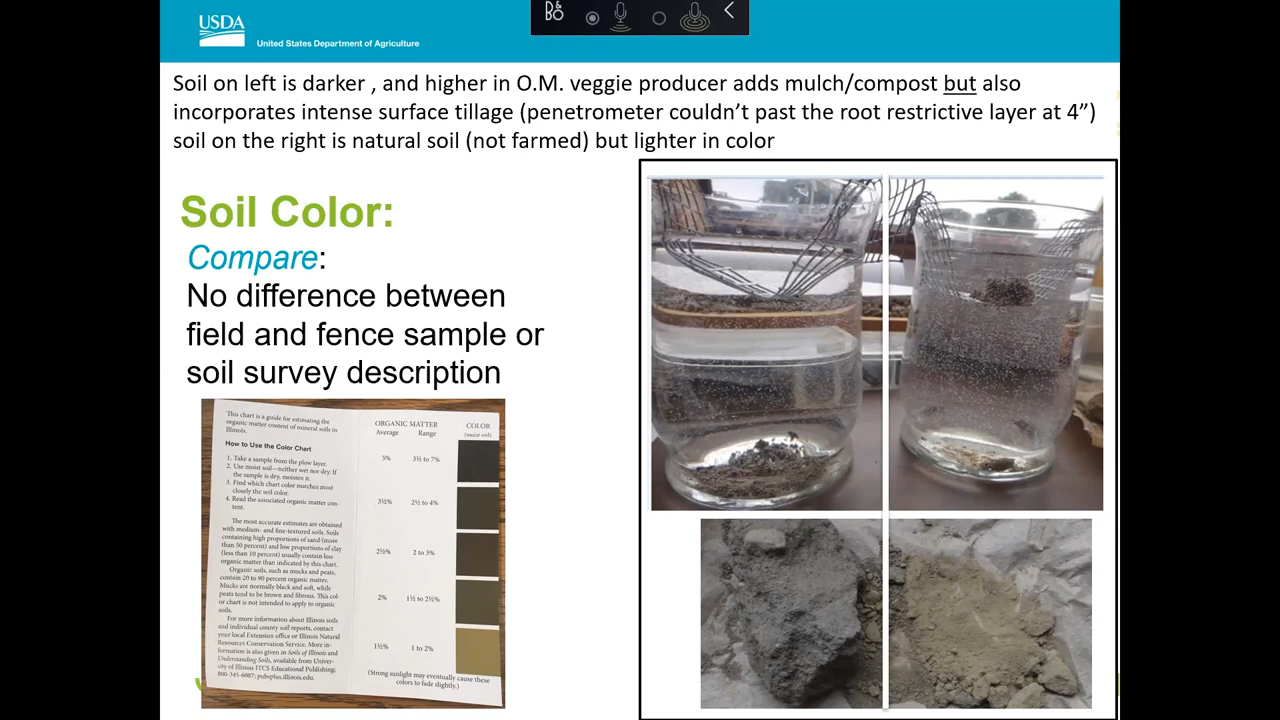 USDA
United States Department of Agriculture
Soil on left is darker , and higher in O.M. veggie producer adds mulch/compost but also
incorporates intense surface tillage (penetrometer couldn't past the root restrictive layer at 4”)
soil on the right is natural soil (not farmed) but lighter in color
Soil Color:
Compare:
No difference between
field and fence sample or
soil survey description
This chart is a guide for estimating the
organic matter content of mineral soils in
Illinois.
How to Use the Color Chart
1. Take a sample from the plow layer.
2. Use moist soil—neither wet nor dry. If
the sample is dry, moisten it.
3. Find which chart color matches most
closely the soil color.
4. Read the associated organic matter con-
tent.
The most accurate estimates are obtained
with medium- and fine-textured soils. Soils
containing high proportions of sand (more
than 50 percent) and low proportions of clay
(less than 10 percent) usually contain less
organic matter than indicated by this chart.
Organic soils, such as mucks and peats,
contain 20 to 90 percent organic matter.
Mucks are normally black and soft, while
peats tend to be brown and fibrous. This col-
or chart is not intended to apply to organic
soils.
For more information about Illinois soils
and individual county soil reports, contact
your local Extension office or Illinois Natural
Resources Conservation Service. More in-
formation is also given in Soils of Illinois and
Understanding Soils, available from Univer-
sity of Illinois ITCS Educational Publishing,
800-345-6087; pubsplus.illinois.edu.
ORGANIC MATTER
Average Range
COLOR
(moist soil)
5% 3½ to 7%
3½% 2½ to 4%
2½% 2 to 3%
2% 1½ to 2½%
1½% 1 to 2%
(Strong sunlight may eventually cause these
colors to fade slightly.)